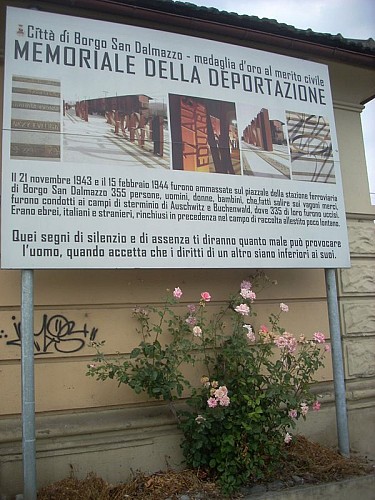 Città di Borgo San Dalmazzo - medaglia d'oro al merito civile
MEMORIALE DELLA DEPORTAZIONE
Il 21 novembre 1943 e il 15 febbraio 1944 furono ammassate sul piazzale della stazione ferroviaria
di Borgo San Dalmazzo 355 persone, uomini, donne, bambini, che,fatti salire sui vagoni merci,
furono condotti ai campi di sterminio di Auschwitz e Buchenwald, dove 335 di loro furono uccisi.
Erano ebrei, italiani e stranieri, rinchiusi in precedenza nel campo di raccolta allestito poco lontano.
Quei segni di silenzio e di assenza ti diranno quanto male può provocare
l'uomo, quando accetta che i diritti di un altro siano inferiori ai suoi.